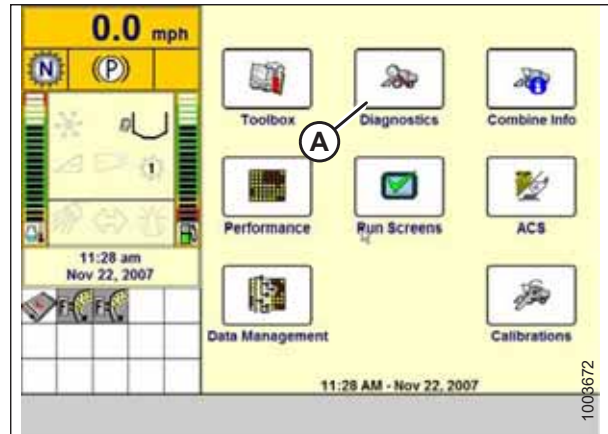 0.0 mph
N (P)
1
11:28 am
Nov 22, 2007
F F
Toolbox
Diagnostics
Combine Info
A
Performance
Run Screens
ACS
Data Management
Calibrations
11:28 AM - Nov 22, 2007
1003672